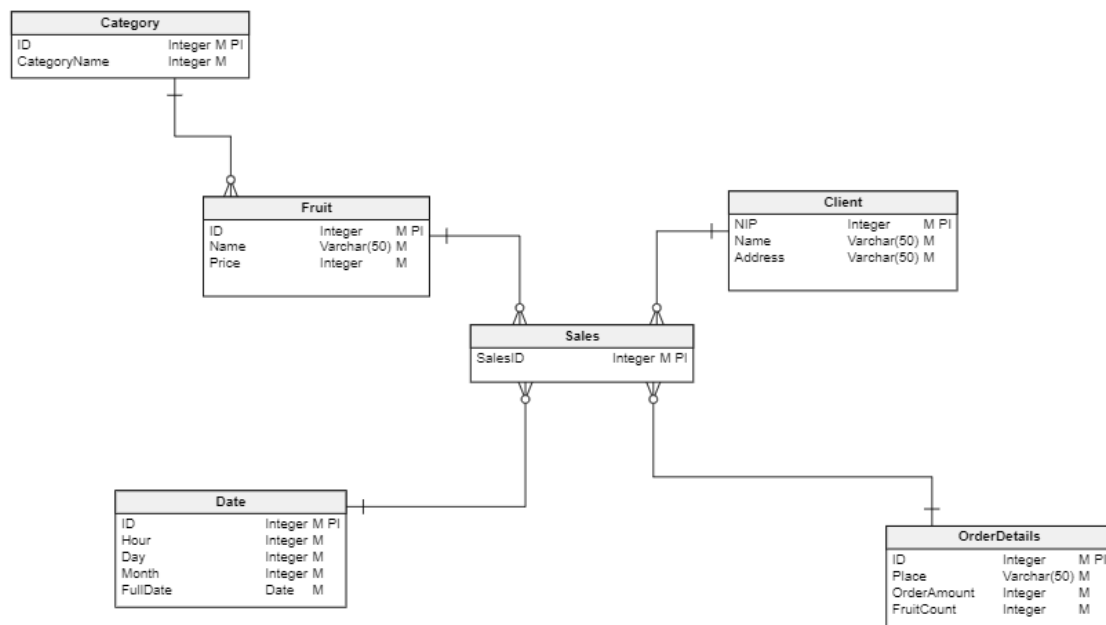 Category
ID Integer M PI
CategoryName Integer M
Fruit
ID Integer M PI
Name Varchar(50) M
Price Integer M
Client
NIP Integer M PI
Name Varchar(50) M
Address Varchar(50) M
Sales
SalesID Integer M PI
Date
ID Integer M PI
Hour Integer M
Day Integer M
Month Integer M
FullDate Date M
OrderDetails
ID Integer M PI
Place Varchar(50) M
OrderAmount Integer M
FruitCount Integer M